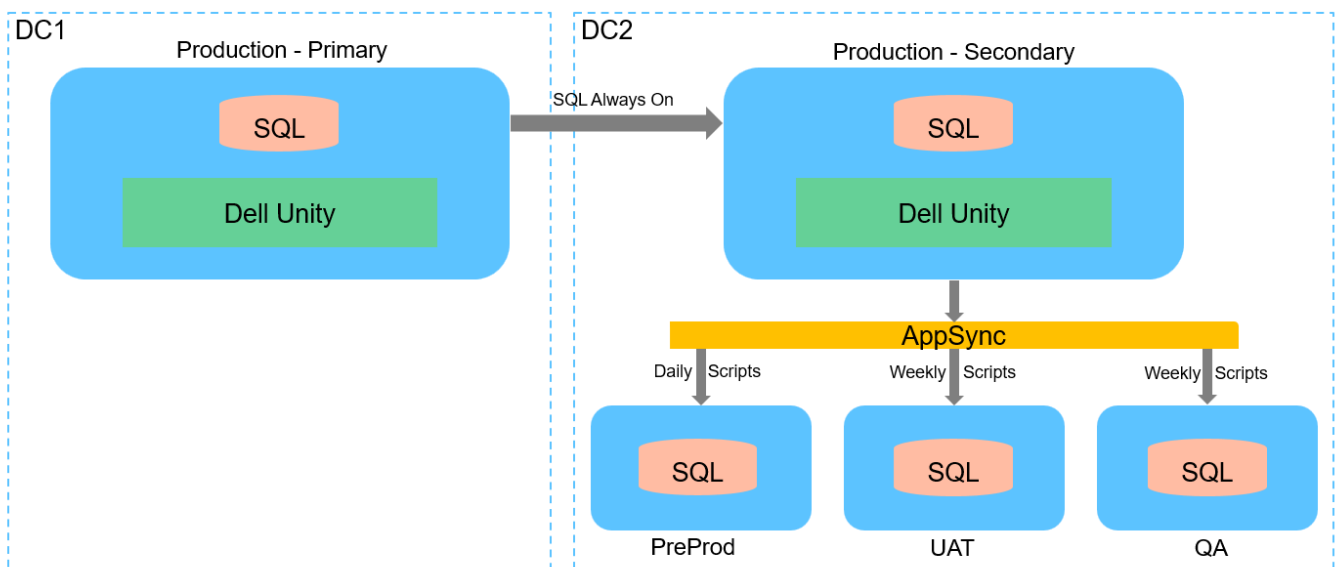 DC1
DC2
Production - Primary
Production - Secondary
SQL
SQL Always On
SQL
Dell Unity
Dell Unity
AppSync
Daily Scripts
Weekly Scripts
Weekly Scripts
SQL
SQL
SQL
PreProd
UAT
QA